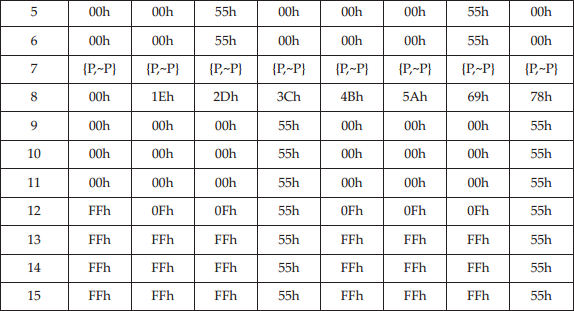 5 00h 00h 55h 00h 00h 00h 55h 00h
6 00h 00h 55h 00h 00h 00h 55h 00h
7 {P,~P} {P,~P} {P,~P} {P,~P} {P,~P} {P,~P} {P,~P} {P,~P}
8 00h 1Eh 2Dh 3Ch 4Bh 5Ah 69h 78h
9 00h 00h 00h 55h 00h 00h 00h 55h
10 00h 00h 00h 55h 00h 00h 00h 55h
11 00h 00h 00h 55h 00h 00h 00h 55h
12 FFh 0Fh 0Fh 55h 0Fh 0Fh 0Fh 55h
13 FFh FFh FFh 55h FFh FFh FFh 55h
14 FFh FFh FFh 55h FFh FFh FFh 55h
15 FFh FFh FFh 55h FFh FFh FFh 55h